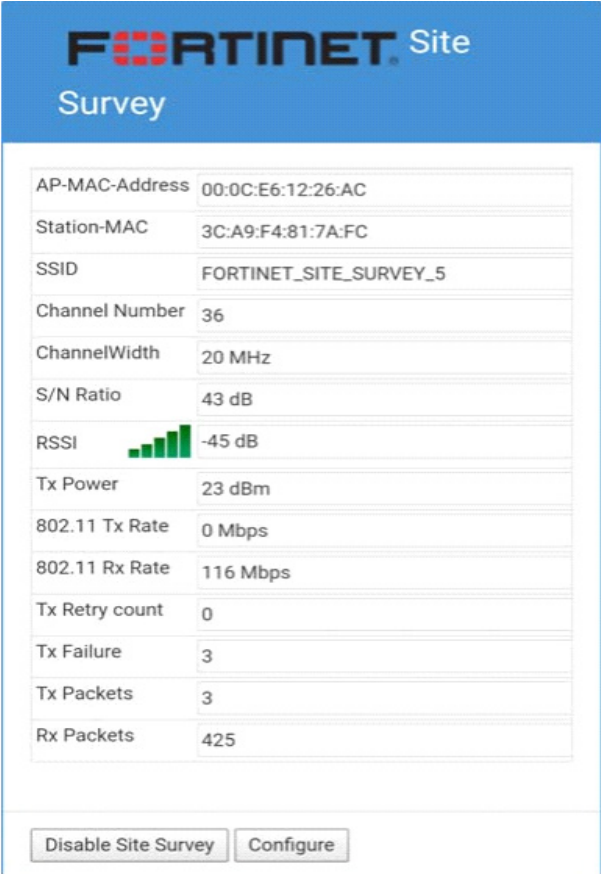 FORTINET Site
Survey
AP-MAC-Address 00:0C:E6:12:26:AC
Station-MAC 3C:A9:F4:81:7A:FC
SSID FORTINET_SITE_SURVEY_5
Channel Number 36
ChannelWidth 20 MHz
S/N Ratio 43 dB
RSSI -45 dB
Tx Power 23 dBm
802.11 Tx Rate 0 Mbps
802.11 Rx Rate 116 Mbps
Tx Retry count 0
Tx Failure 3
Tx Packets 3
Rx Packets 425
Disable Site Survey Configure